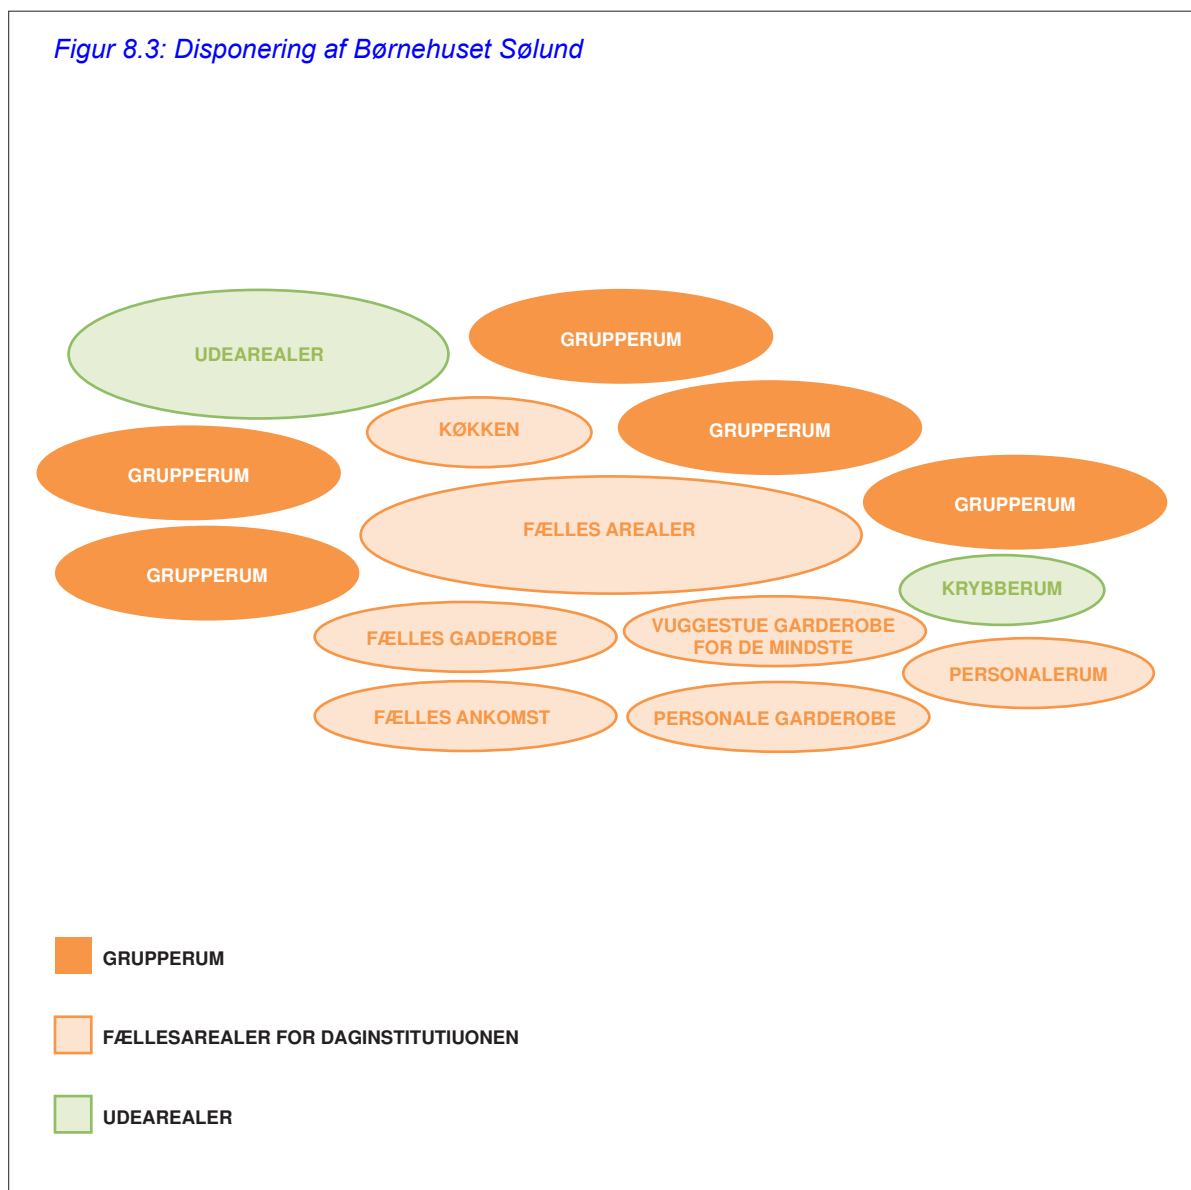 Figur 8.3: Disponering af Børnehuset Sølund
UDEAREALER
GRUPPERUM
KØKKEN
GRUPPERUM
GRUPPERUM
GRUPPERUM
FÆLLES AREALER
GRUPPERUM
KRYBBERUM
FÆLLES GADEROBE
VUGGESTUE GARDEROBE
FOR DE MINDSTE
PERSONALERUM
FÆLLES ANKOMST
PERSONALE GARDEROBE
GRUPPERUM
FÆLLESAREALER FOR DAGINSTITUTIUONEN
UDEAREALER